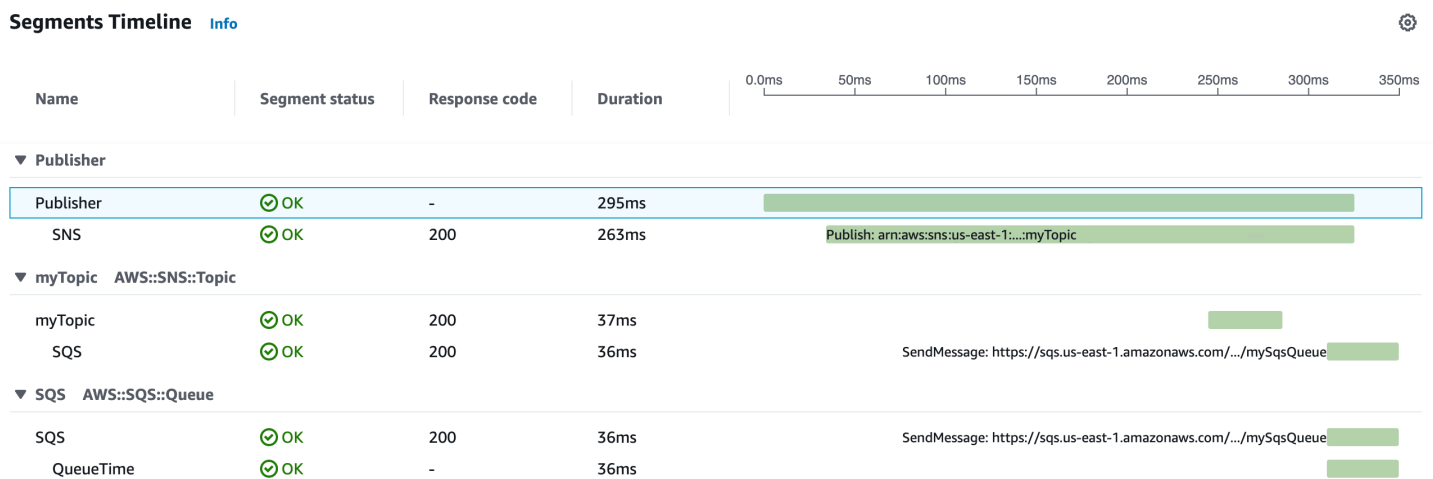 Segments Timeline Info
0.0ms 50ms 100ms 150ms 200ms 250ms 300ms 350ms
Name Segment status Response code Duration
Publisher
Publisher OK - 295ms
SNS OK 200 263ms Publish: arn:aws:sns:us-east-1:...:myTopic
myTopic AWS::SNS::Topic
myTopic OK 200 37ms
SQS OK 200 36ms SendMessage: https://sqs.us-east-1.amazonaws.com/.../mySqsQueue
SQS AWS::SQS::Queue
SQS OK 200 36ms SendMessage: https://sqs.us-east-1.amazonaws.com/.../mySqsQueue
QueueTime OK - 36ms